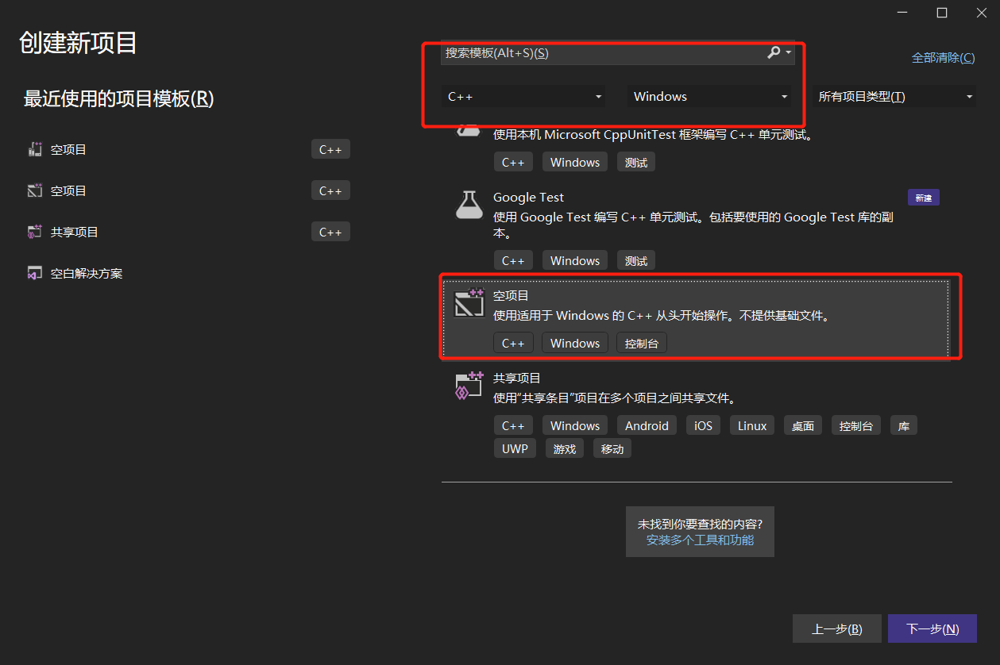 创建新项目
最近使用的项目模板(R)
空项目 C++
空项目 C++
共享项目 C++
空白解决方案
搜索模板(Alt+S)(S)
全部清除(C)
C++ Windows 所有项目类型(T)
使用本机 Microsoft CppUnitTest 框架编写 C++ 单元测试。
C++ Windows 测试
Google Test 新建
使用 Google Test 编写 C++ 单元测试。包括要使用的 Google Test 库的副
本。
C++ Windows 测试
空项目
使用适用于 Windows 的 C++ 从头开始操作。不提供基础文件。
C++ Windows 控制台
共享项目
使用“共享条目”项目在多个项目之间共享文件。
C++ Windows Android iOS Linux 桌面 控制台 库
UWP 游戏 移动
未找到你要查找的内容?
安装多个工具和功能
上一步(B) 下一步(N)